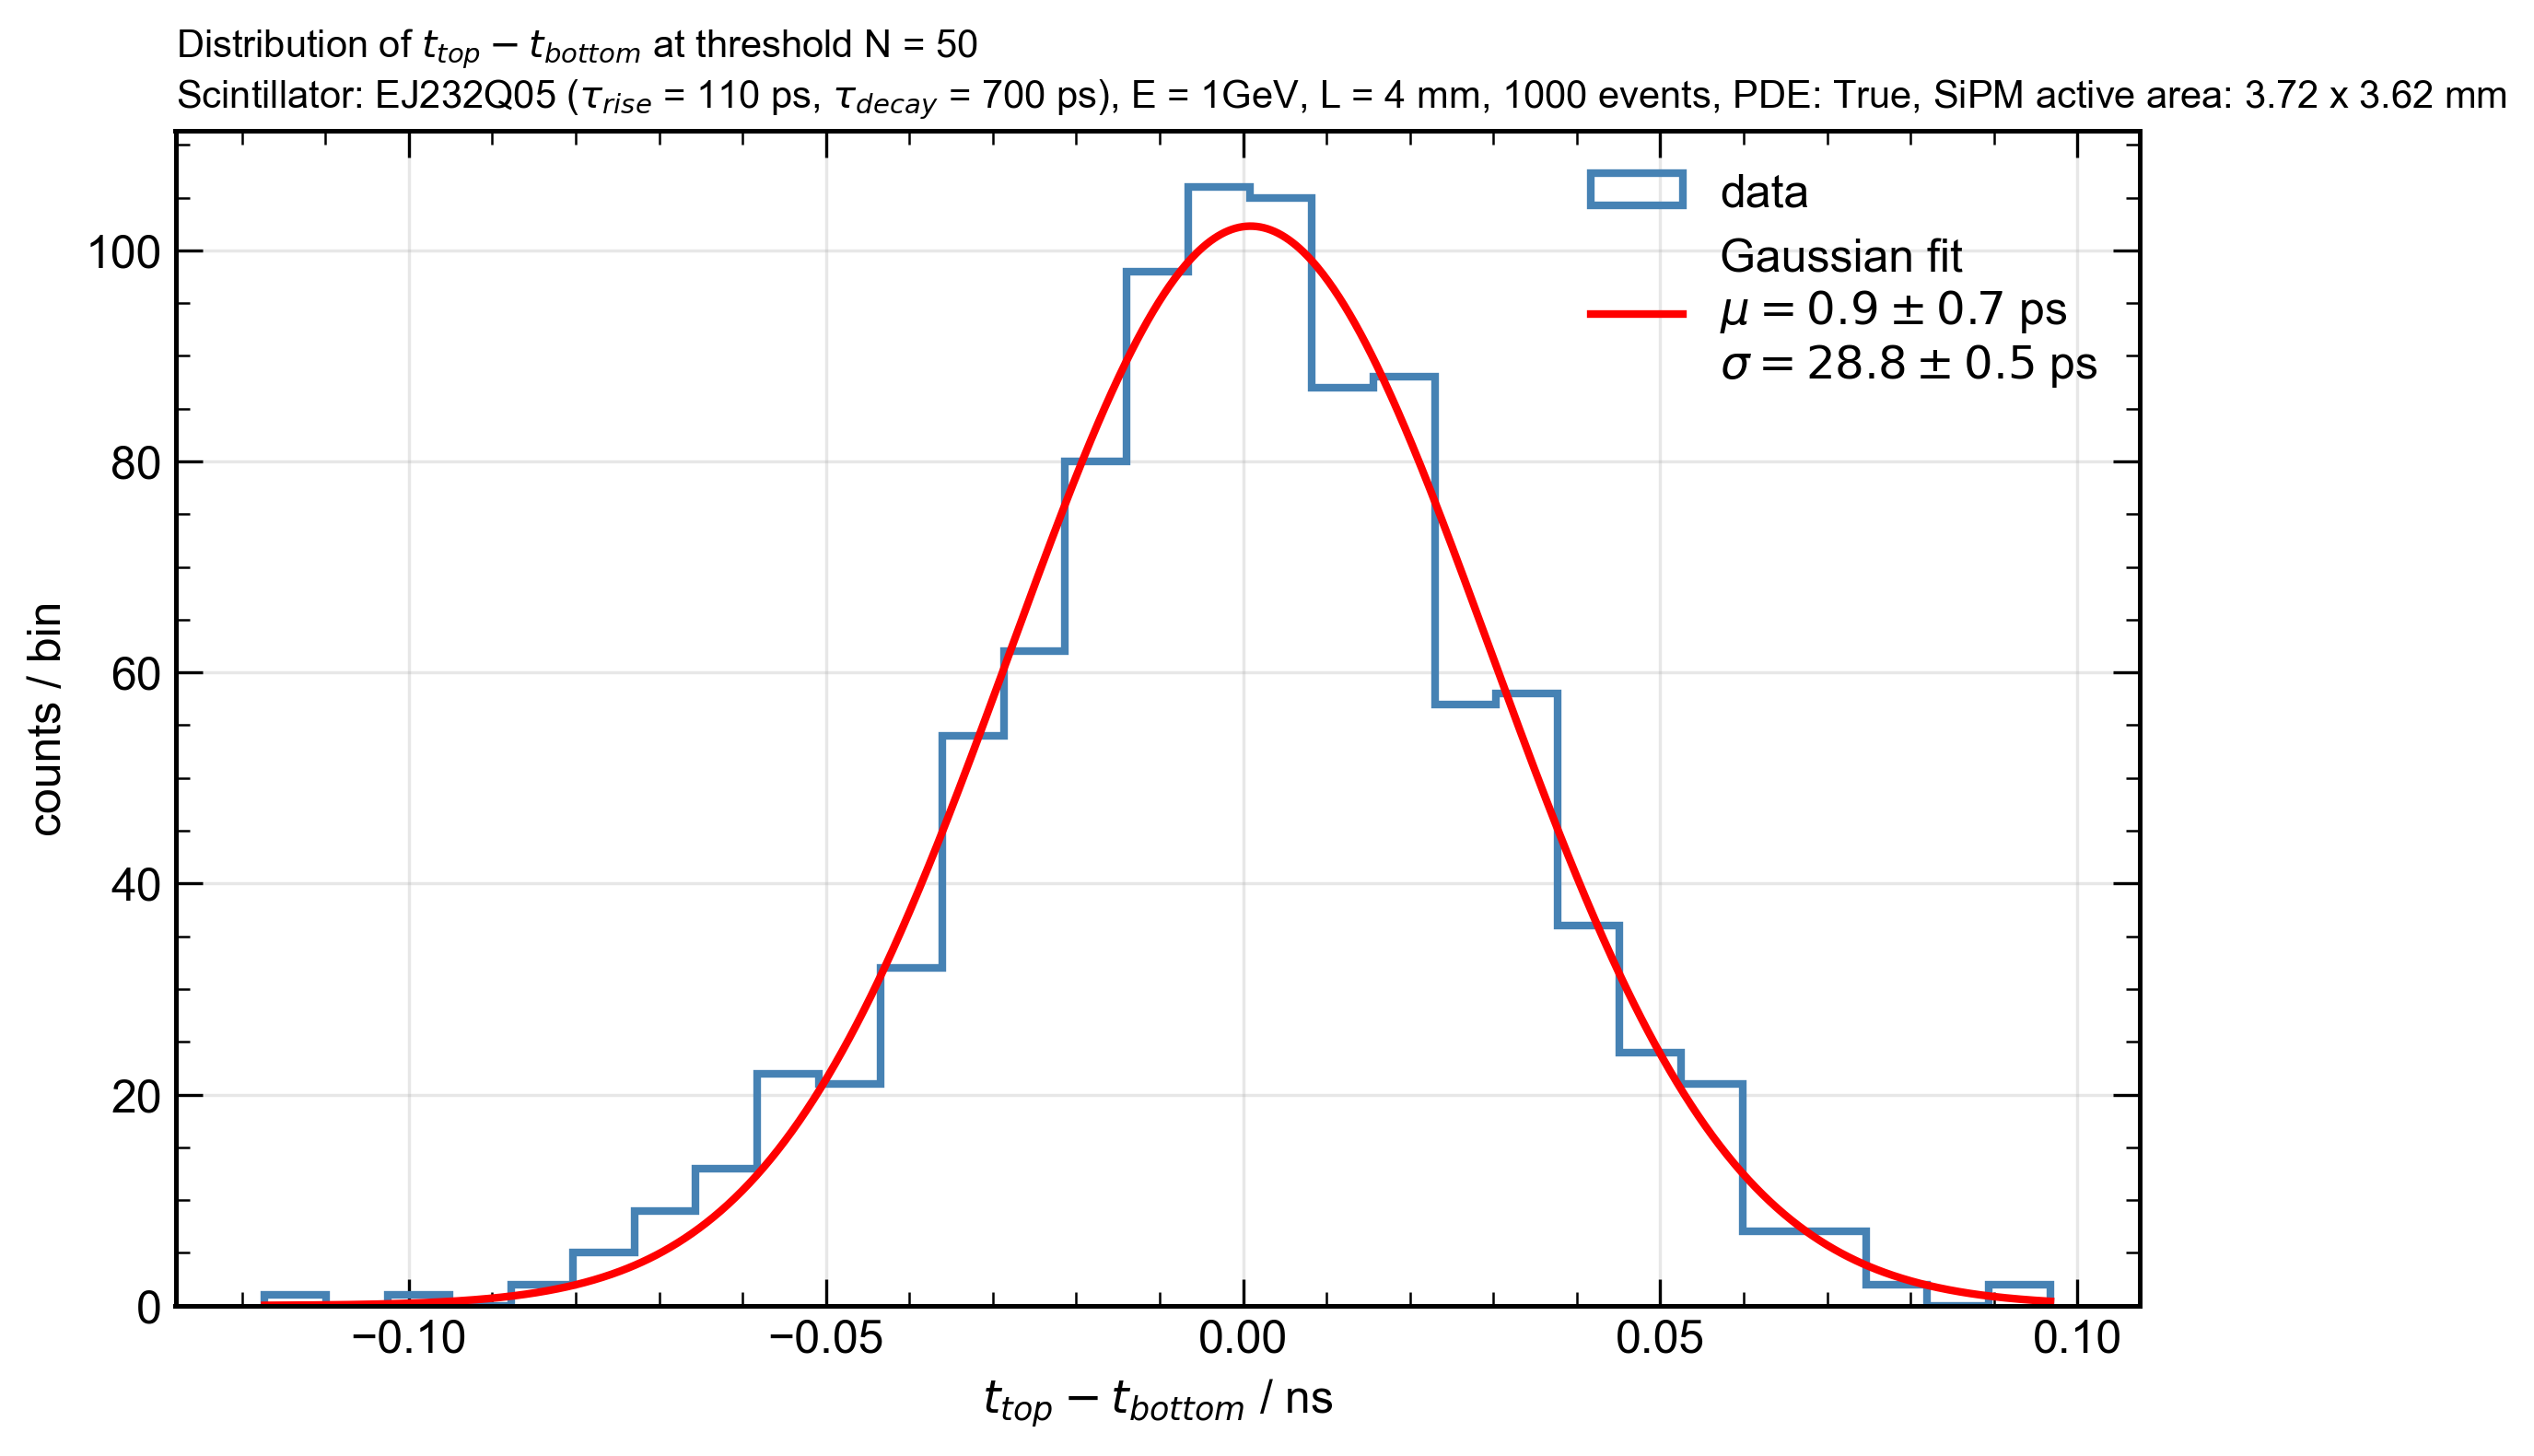 Distribution of t_top − t_bottom at threshold N = 50
Scintillator: EJ232Q05 (τ_rise = 110 ps, τ_decay = 700 ps), E = 1GeV, L = 4 mm, 1000 events, PDE: True, SiPM active area: 3.72 x 3.62 mm
data
Gaussian fit
μ = 0.9 ± 0.7 ps
σ = 28.8 ± 0.5 ps
100
80
60
40
20
0
counts / bin
−0.10
−0.05
0.00
0.05
0.10
t_top − t_bottom / ns